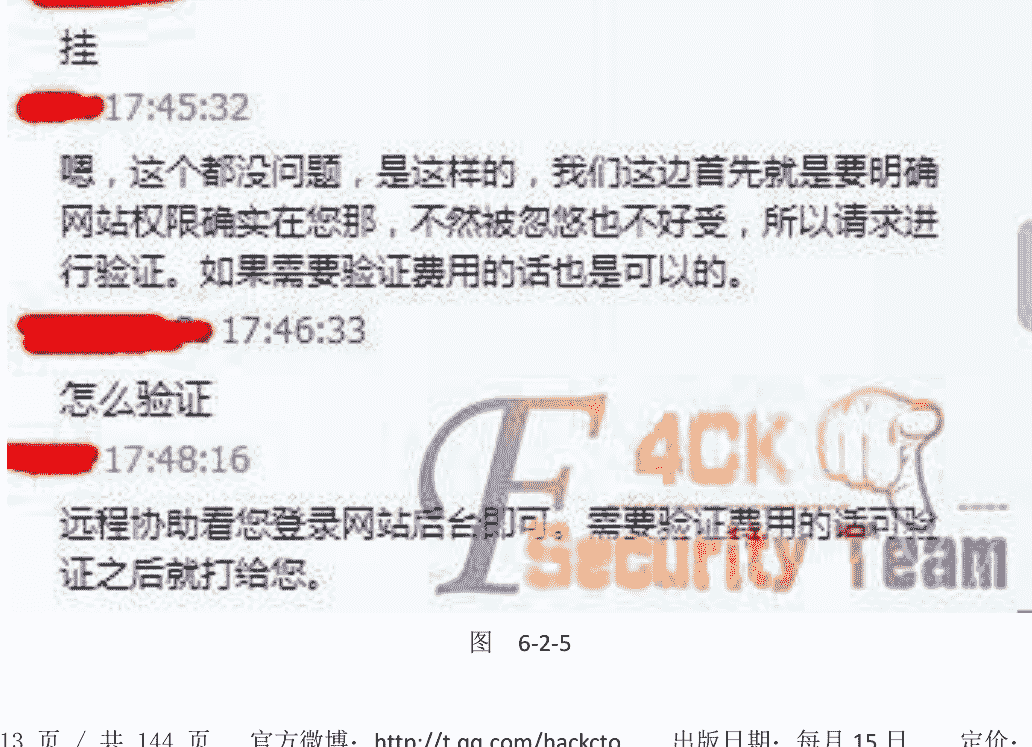 挂
17:45:32
嗯，这个都没问题，是这样的，我们这边首先就是要明确
网站权限确实在您那，不然被忽悠也不好受，所以请求进
行验证。如果需要验证费用的话也是可以的。
17:46:33
怎么验证
17:48:16
远程协助看您登录网站后台即可。需要验证费用的话可验
证之后就打给您。
F4CK
Security Team
图 6-2-5
13 页 / 共 144 页 官方微博：http://t.qq.com/hackcto 出版日期：每月 15 日 定价：